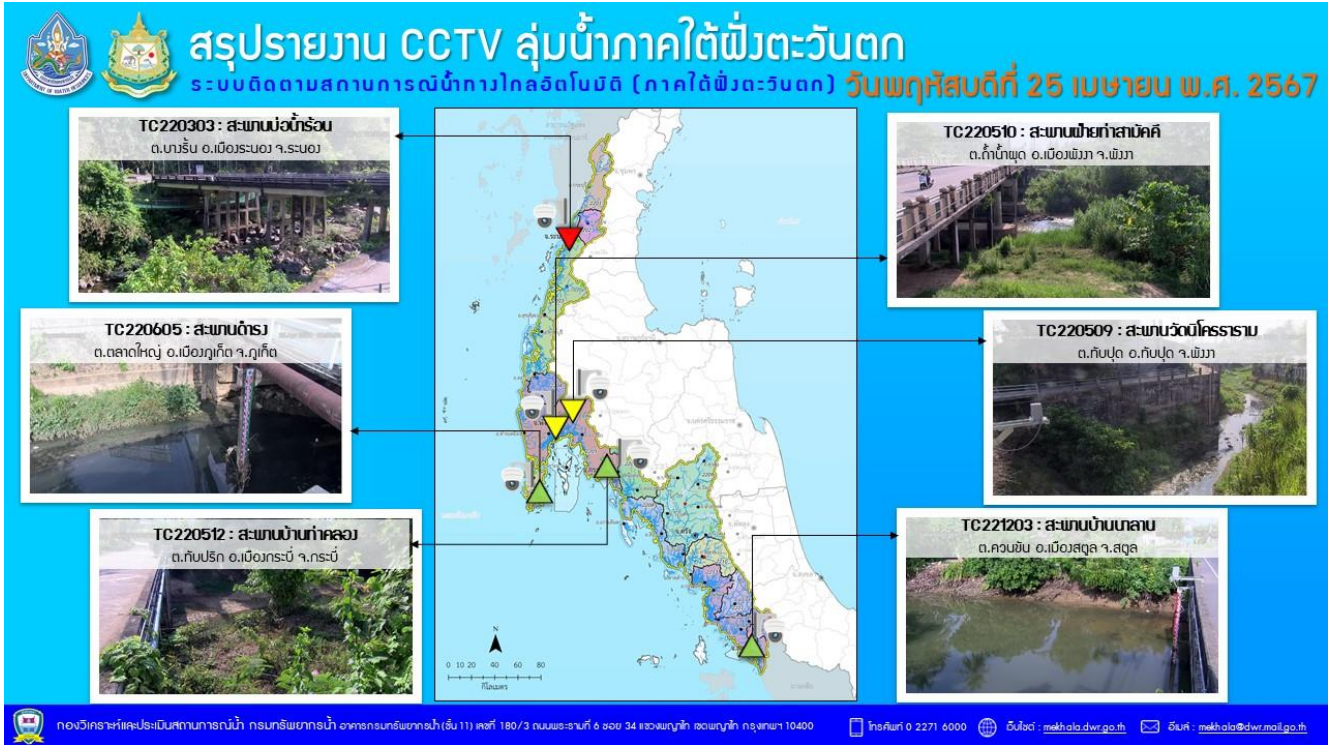 สรุปรายงาน CCTV ลุ่มน้ำภาคใต้ฝั่งตะวันตก
ระบบติดตามสถานการณ์น้ำทางไกลอัตโนมัติ (ภาคใต้ฝั่งตะวันตก) วันพฤหัสบดีที่ 25 เมษายน พ.ศ. 2567
TC220303 : สะพานบ่อน้ำร้อน
ต.บางริ้น อ.เมืองระนอง จ.ระนอง
TC220510 : สะพานฝ่ายท่าสามัคคี
ต.ถ้ำน้ำผุด อ.เมืองพังงา จ.พังงา
TC220605 : สะพานดำรง
ต.ตลาดใหญ่ อ.เมืองภูเก็ต จ.ภูเก็ต
TC220509 : สะพานวัดนิโครธาราม
ต.ทับปุด อ.ทับปุด จ.พังงา
TC220512 : สะพานบ้านท่าคลอง
ต.ทับปริก อ.เมืองกระบี่ จ.กระบี่
TC221203 : สะพานบ้านนาลาน
ต.ควนขัน อ.เมืองสตูล จ.สตูล
N
0 10 20 40 60 80
กิโลเมตร
กองวิเคราะห์และประเมินสถานการณ์น้ำ กรมทรัพยากรน้ำ อาคารกรมทรัพยากรน้ำ (ชั้น 11) เลขที่ 180/3 ถนนพระรามที่ 6 ซอย 34 แขวงพญาไท เขตพญาไท กรุงเทพฯ 10400 โทรศัพท์ 0 2271 6000 เว็บไซต์ : mekhala.dwr.go.th อีเมล์ : mekhala@dwr.mail.go.th